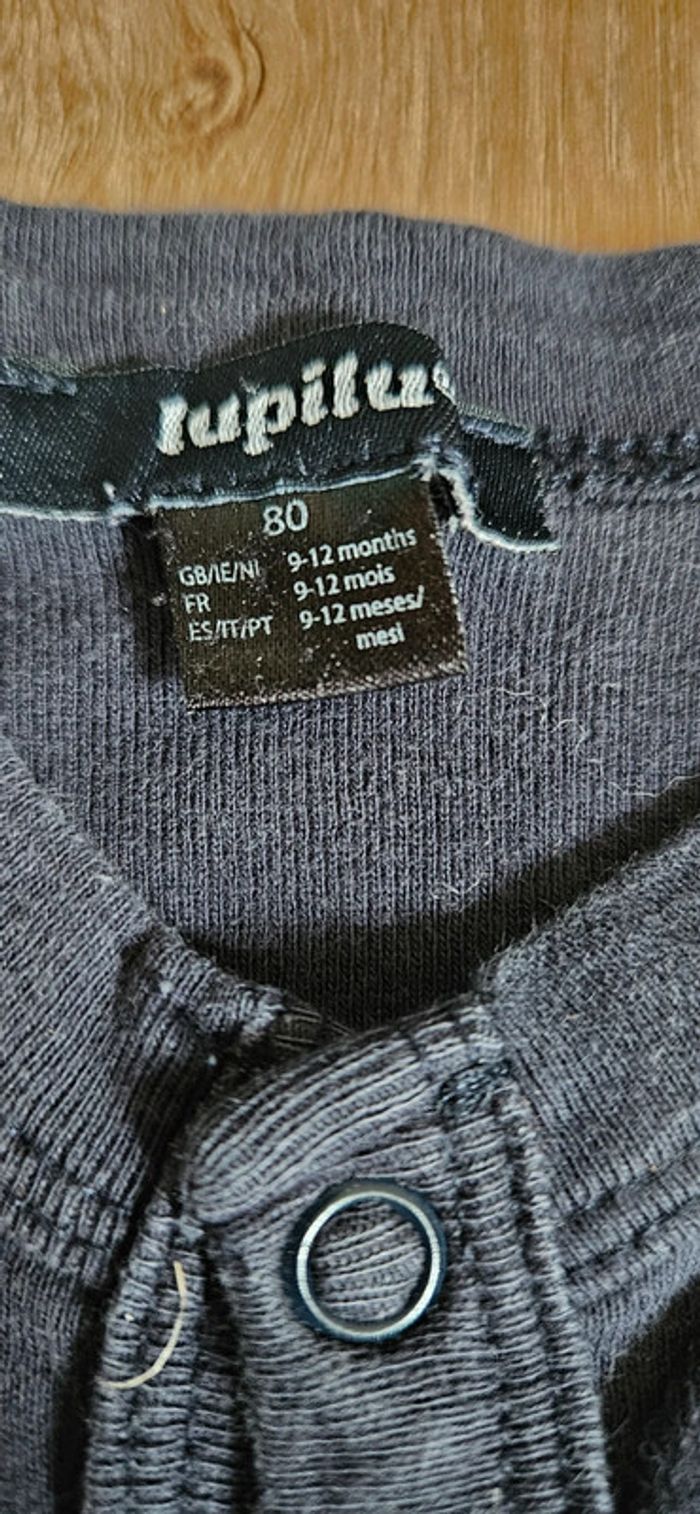 lupilu
80
GB/IE/NI 9-12 months
FR 9-12 mois
ES/IT/PT 9-12 meses/
mesi